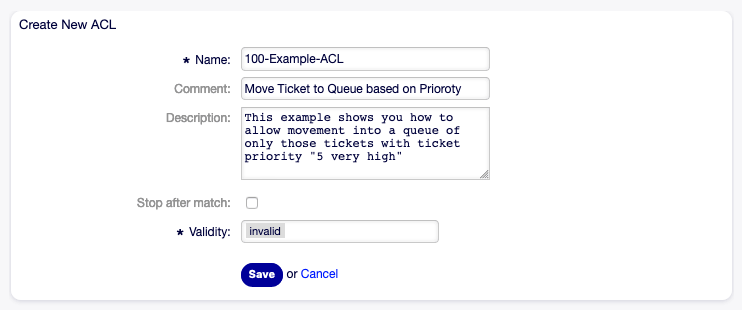 Create New ACL
★ Name: 100-Example-ACL
Comment: Move Ticket to Queue based on Prioroty
Description: This example shows you how to
allow movement into a queue of
only those tickets with ticket
priority "5 very high"
Stop after match:
★ Validity: invalid
Save or Cancel